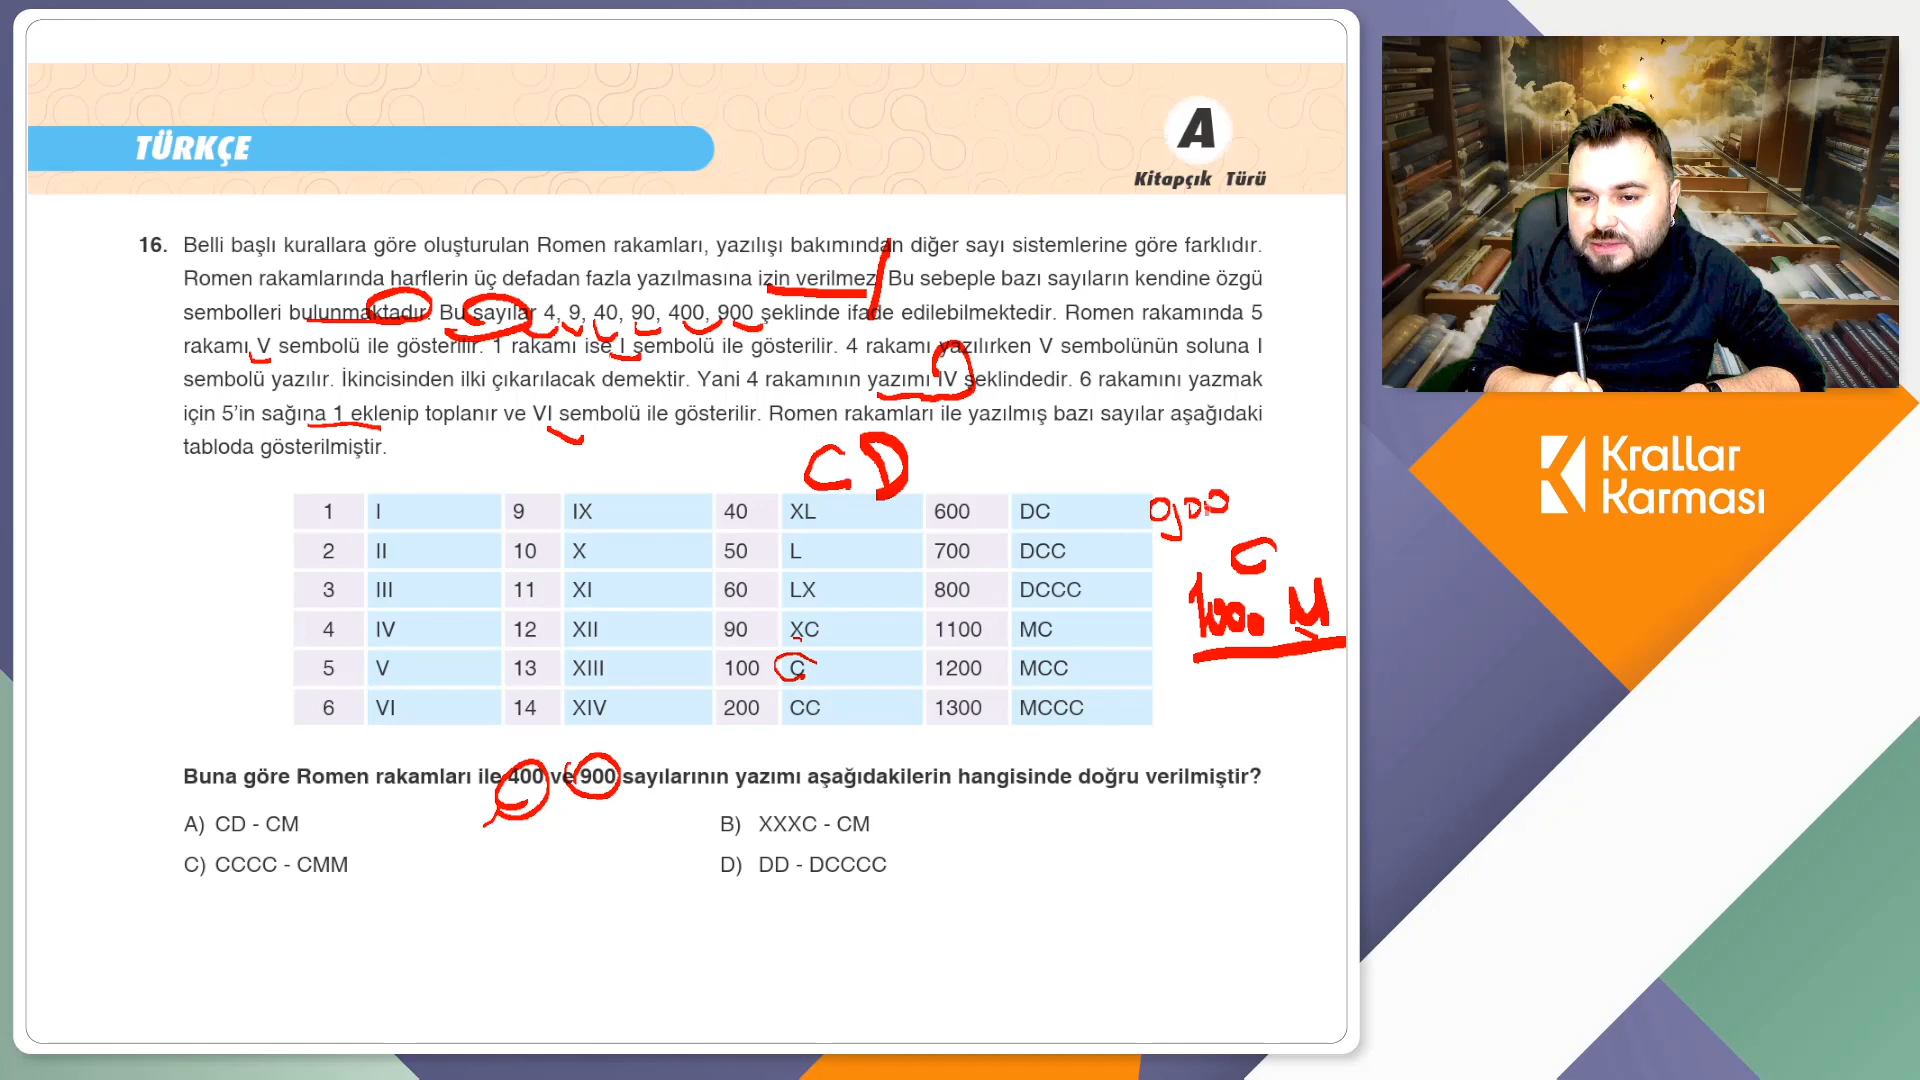 TÜRKÇE
A
Kitapçık Türü
16. Belli başlı kurallara göre oluşturulan Romen rakamları, yazılışı bakımından diğer sayı sistemlerine göre farklıdır.
Romen rakamlarında harflerin üç defadan fazla yazılmasına izin verilmez. Bu sebeple bazı sayıların kendine özgü
sembolleri bulunmaktadır. Bu sayılar 4, 9, 40, 90, 400, 900 şeklinde ifade edilebilmektedir. Romen rakamında 5
rakamı V sembolü ile gösterilir. 1 rakamı ise I sembolü ile gösterilir. 4 rakamı yazılırken V sembolünün soluna I
sembolü yazılır. İkincisinden ilki çıkarılacak demektir. Yani 4 rakamının yazımı IV şeklindedir. 6 rakamını yazmak
için 5’in sağına 1 eklenip toplanır ve VI sembolü ile gösterilir. Romen rakamları ile yazılmış bazı sayılar aşağıdaki
tabloda gösterilmiştir.
CD
1 I 9 IX 40 XL 600 DC
2 II 10 X 50 L 700 DCC
3 III 11 XI 60 LX 800 DCCC
4 IV 12 XII 90 XC 1100 MC
5 V 13 XIII 100 C 1200 MCC
6 VI 14 XIV 200 CC 1300 MCCC
900
C
1000 M
Buna göre Romen rakamları ile 400 ve 900 sayılarının yazımı aşağıdakilerin hangisinde doğru verilmiştir?
A) CD - CM
B) XXXC - CM
C) CCCC - CMM
D) DD - DCCCC
Krallar
Karması